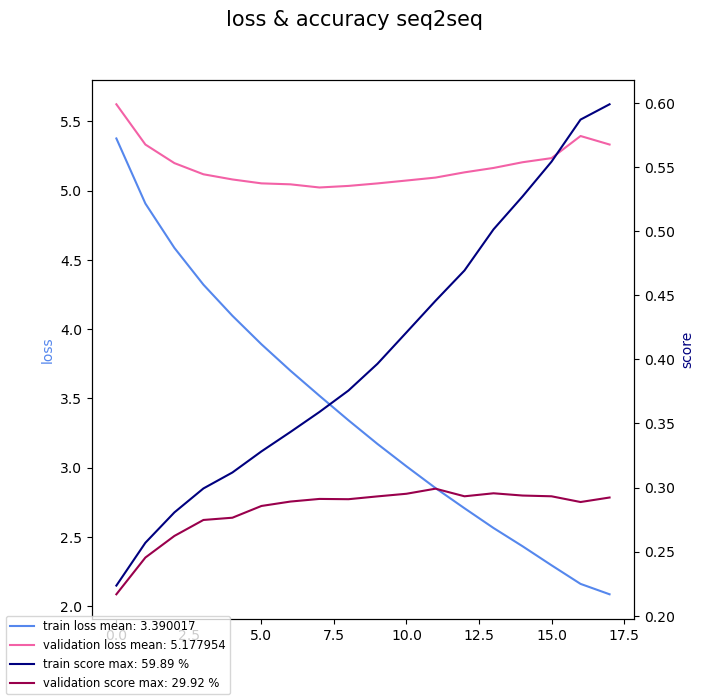 loss & accuracy seq2seq
5.5
5.0
4.5
4.0
3.5
3.0
2.5
2.0
loss
0.60
0.55
0.50
0.45
0.40
0.35
0.30
0.25
0.20
score
0.0 2.5 5.0 7.5 10.0 12.5 15.0 17.5
train loss mean: 3.390017
validation loss mean: 5.177954
train score max: 59.89 %
validation score max: 29.92 %